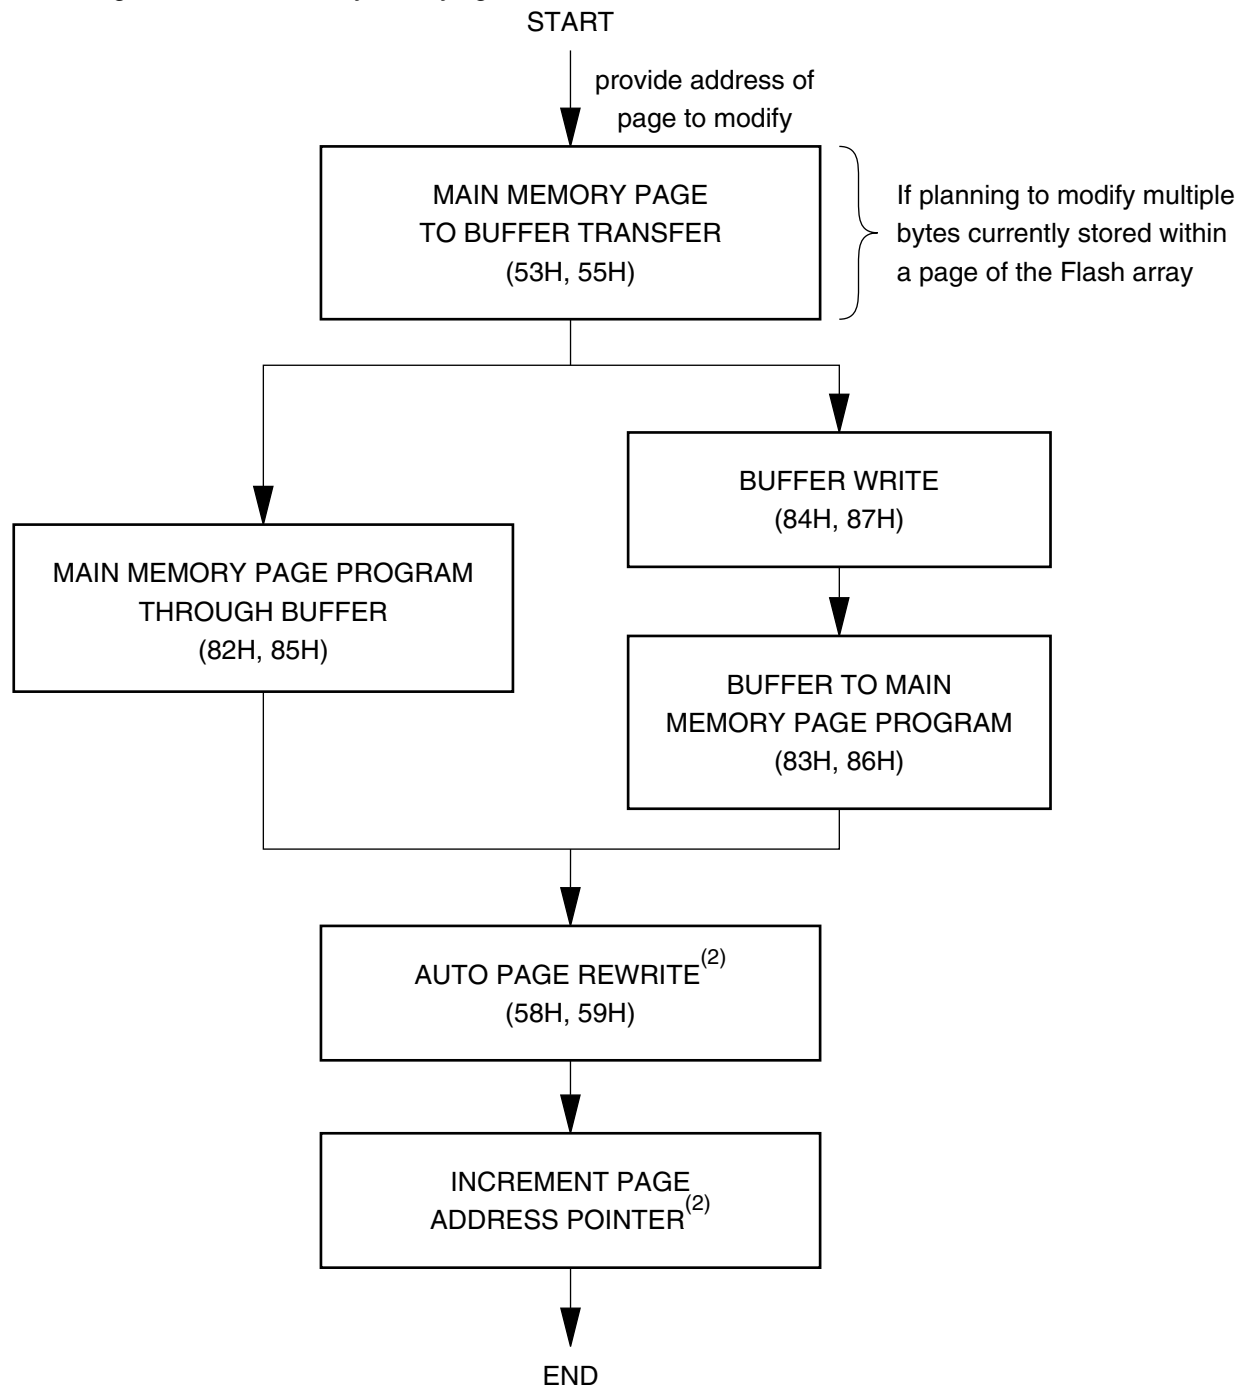 START
provide address of
page to modify
MAIN MEMORY PAGE
TO BUFFER TRANSFER
(53H, 55H)
If planning to modify multiple
bytes currently stored within
a page of the Flash array
BUFFER WRITE
(84H, 87H)
MAIN MEMORY PAGE PROGRAM
THROUGH BUFFER
(82H, 85H)
BUFFER TO MAIN
MEMORY PAGE PROGRAM
(83H, 86H)
AUTO PAGE REWRITE(2)
(58H, 59H)
INCREMENT PAGE
ADDRESS POINTER(2)
END